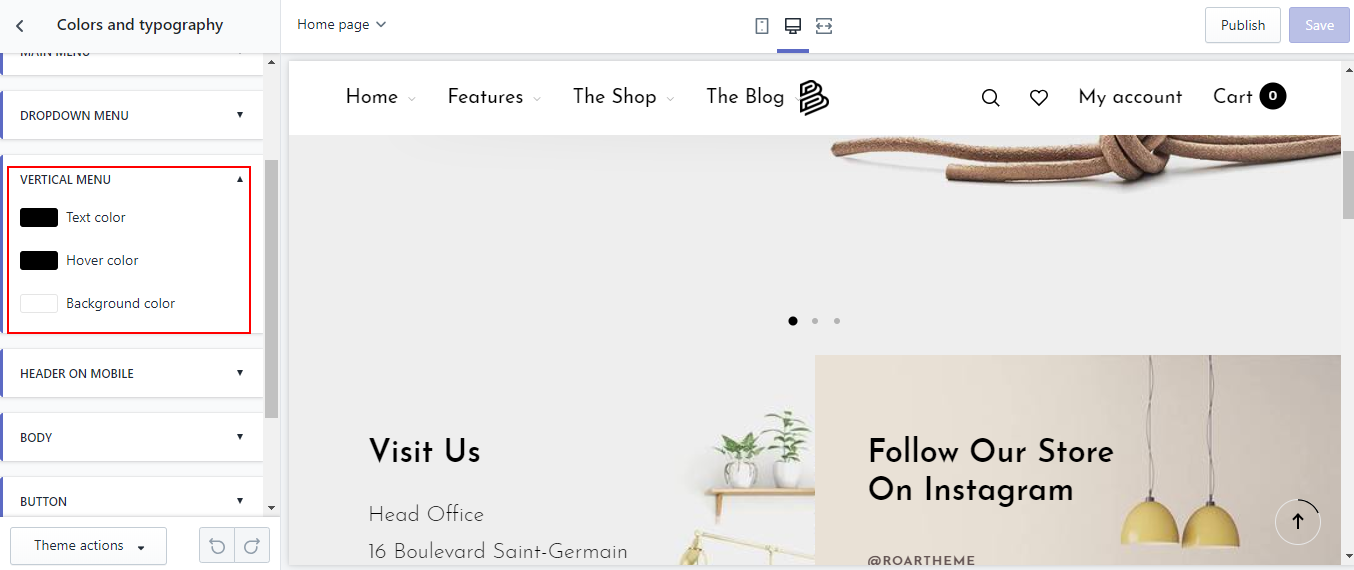 Colors and typography
Home page
Publish
Save
MAIN MENU
DROPDOWN MENU
VERTICAL MENU
Text color
Hover color
Background color
HEADER ON MOBILE
BODY
BUTTON
Theme actions
Home
Features
The Shop
The Blog
My account
Cart 0
Visit Us
Head Office
16 Boulevard Saint-Germain
Follow Our Store
On Instagram
@ROARTHEME